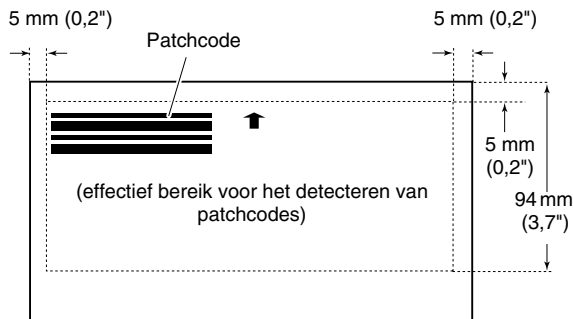 5 mm (0,2")
5 mm (0,2")
Patchcode
5 mm
(0,2")
(effectief bereik voor het detecteren van
patchcodes)
94 mm
(3,7")